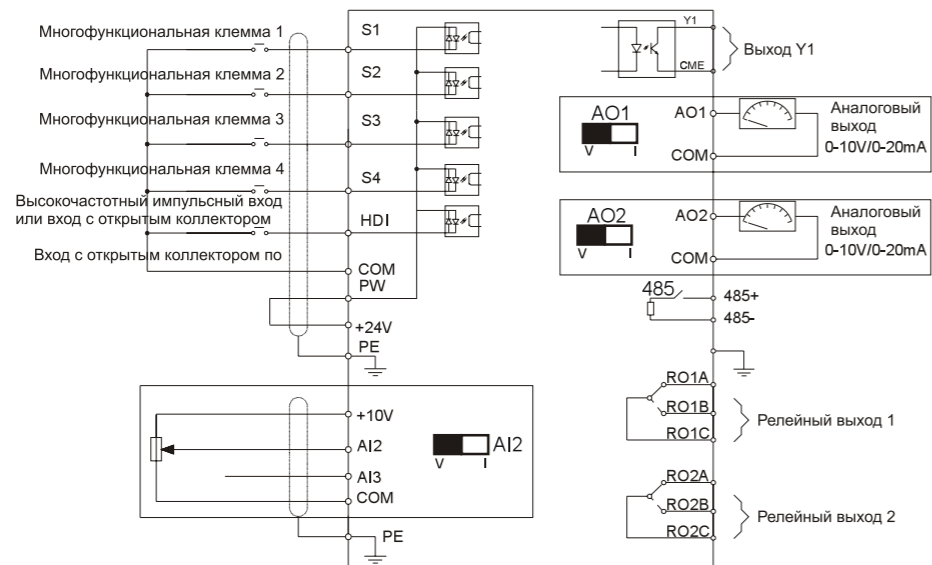 Многофункциональная клемма 1
S1
Многофункциональная клемма 2
S2
Многофункциональная клемма 3
S3
Многофункциональная клемма 4
S4
Высокочастотный импульсный вход
или вход с открытым коллектором
HDI
Вход с открытым коллектором по
COM
PW
+24V
PE
+10V
AI2
AI3
COM
V I
AI2
PE
Y1
CME
Выход Y1
AO1
V I
AO1
COM
Аналоговый
выход
0-10V/0-20mA
AO2
V I
AO2
COM
Аналоговый
выход
0-10V/0-20mA
485
485+
485-
RO1A
RO1B
RO1C
Релейный выход 1
RO2A
RO2B
RO2C
Релейный выход 2